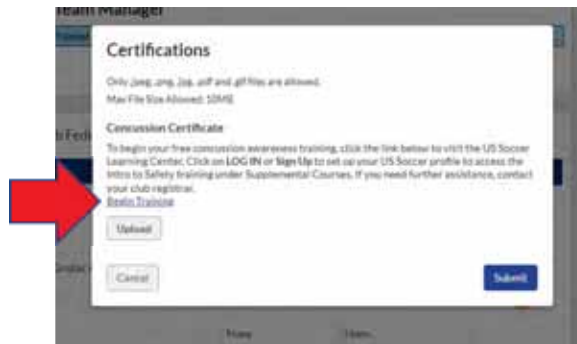 Team Manager
Certifications
Only .jpeg, .png, .jpg, .pdf and .gif files are allowed.
Max File Size Allowed: 10MB
Concussion Certificate
To begin your free concussion awareness training, click the link below to visit the US Soccer
Learning Center. Click on LOG IN or Sign Up to set up your US Soccer profile to access the
Intro to Safety training under Supplemental Courses. If you need further assistance, contact
your club registrar.
Begin Training
Upload
Cancel
Submit